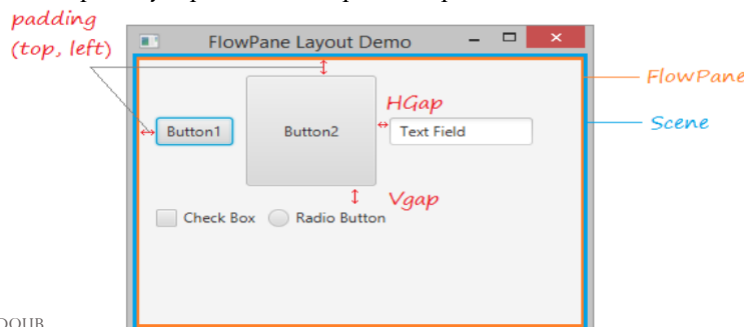 padding
(top, left)
FlowPane Layout Demo
FlowPane
HGap
Button1
Button2
Text Field
Scene
Vgap
Check Box
Radio Button